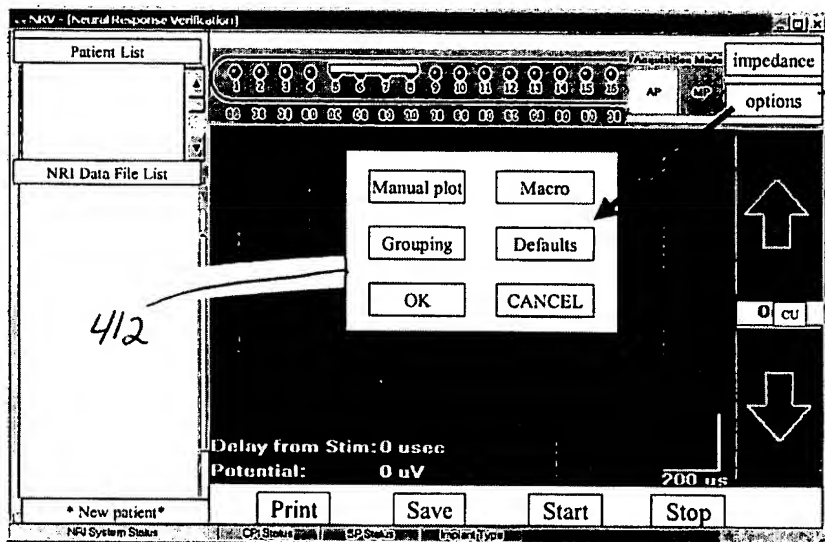 NRV - [Neural Response Verification]
Patient List
impedance
Acquisition Mode
1 2 3 4 5 6 7 8 9 10 11 12 13 14 15 16
AP
MP
options
NRI Data File List
Manual plot
Macro
Grouping
Defaults
OK
CANCEL
412
0 CU
Delay from Stim: 0 usec
Potential: 0 uV
200 us
* New patient*
Print
Save
Start
Stop
NRI System Status
CPI Status
SP Status
Implant Type